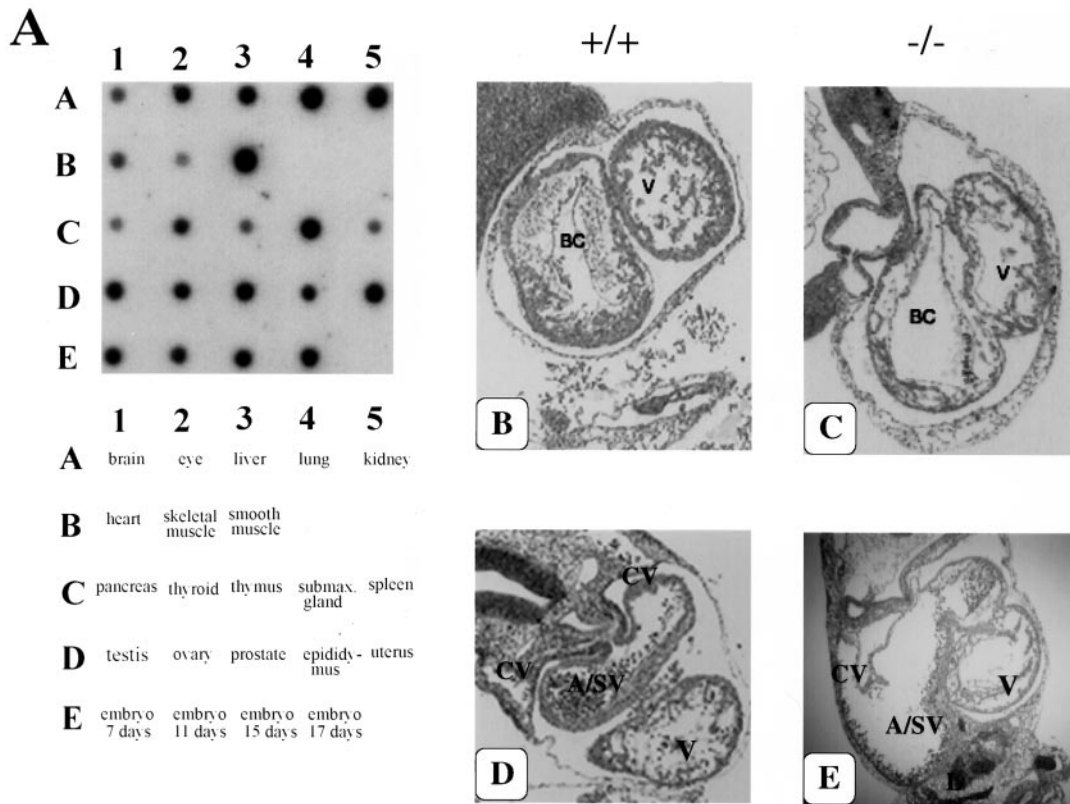 A
1 2 3 4 5
A
B
C
D
E
1 2 3 4 5
A brain eye liver lung kidney
B heart skeletal muscle smooth muscle
C pancreas thyroid thymus submax. gland spleen
D testis ovary prostate epididy- mus uterus
E embryo 7 days embryo 11 days embryo 15 days embryo 17 days
+/+ -/-
V
BC
B
V
BC
C
CV
CV
A/SV
V
D
CV
V
A/SV
E